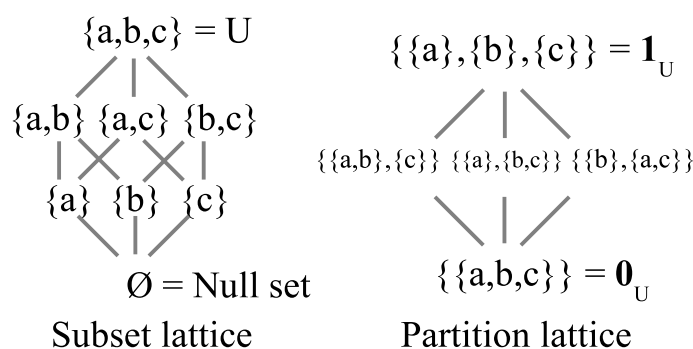 {a,b,c} = U
{a,b} {a,c} {b,c}
{a} {b} {c}
Ø = Null set
Subset lattice
{{a},{b},{c}} = 1U
{{a,b},{c}} {{a},{b,c}} {{b},{a,c}}
{{a,b,c}} = 0U
Partition lattice